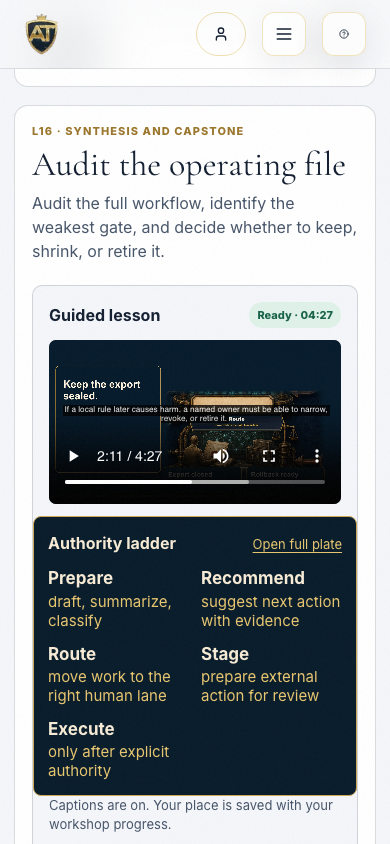 AT
L16 · SYNTHESIS AND CAPSTONE
Audit the operating file
Audit the full workflow, identify the
weakest gate, and decide whether to keep,
shrink, or retire it.
Guided lesson
Ready · 04:27
Keep the export
sealed.
If a local rule later causes harm. a named owner must be able to narrow,
revoke, or retire it.
Route
2:11 / 4:27
Export closed
Rollback ready
Authority ladder
Open full plate
Prepare
draft, summarize,
classify
Recommend
suggest next action
with evidence
Route
move work to the
right human lane
Stage
prepare external
action for review
Execute
only after explicit
authority
Captions are on. Your place is saved with your
workshop progress.